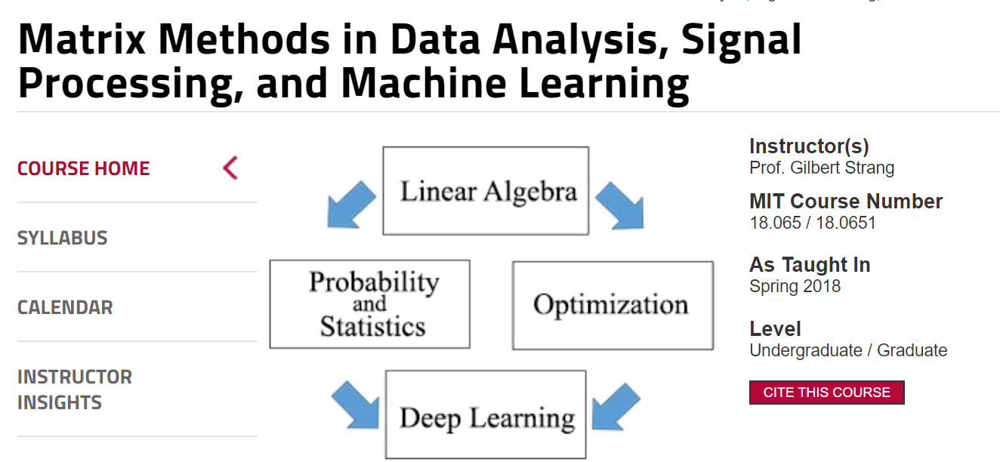 Matrix Methods in Data Analysis, Signal
Processing, and Machine Learning
COURSE HOME
SYLLABUS
CALENDAR
INSTRUCTOR
INSIGHTS
Linear Algebra
Probability
and
Statistics
Optimization
Deep Learning
Instructor(s)
Prof. Gilbert Strang
MIT Course Number
18.065 / 18.0651
As Taught In
Spring 2018
Level
Undergraduate / Graduate
CITE THIS COURSE